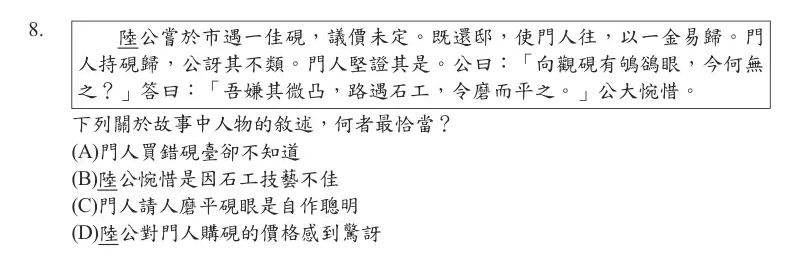 8.
陸公嘗於市遇一佳硯，議價未定。既還邸，使門人往，以一金易歸。門
人持硯歸，公訝其不類。門人堅證其是。公曰：「向觀硯有鴝鵒眼，今何無
之？」答曰：「吾嫌其微凸，路遇石工，令磨而平之。」公大惋惜。
下列關於故事中人物的敘述，何者最恰當？
(A)門人買錯硯臺卻不知道
(B)陸公惋惜是因石工技藝不佳
(C)門人請人磨平硯眼是自作聰明
(D)陸公對門人購硯的價格感到驚訝